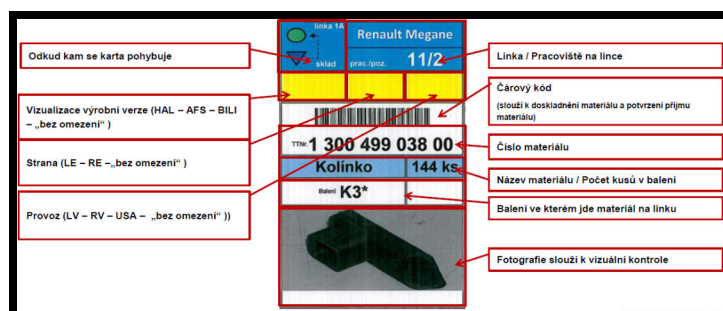 Odkud kam se karta pohybuje
Vizualizace výrobní verze (HAL – AFS – BILI
– „bez omezení“ )
Strana (LE – RE –„bez omezení“ )
Provoz (LV – RV – USA – „bez omezení“ ))
linka 1A
sklad
Renault Megane
prac./poz. 11/2
TTNr. 1 300 499 038 00
Kolínko 144 ks
Balení K3*
Linka / Pracoviště na lince
Čárový kód
(slouží k doskladnění materiálu a potvrzení příjmu
materiálu)
Číslo materiálu
Název materiálu / Počet kusů v balení
Balení ve kterém jde materiál na linku
Fotografie slouží k vizuální kontrole